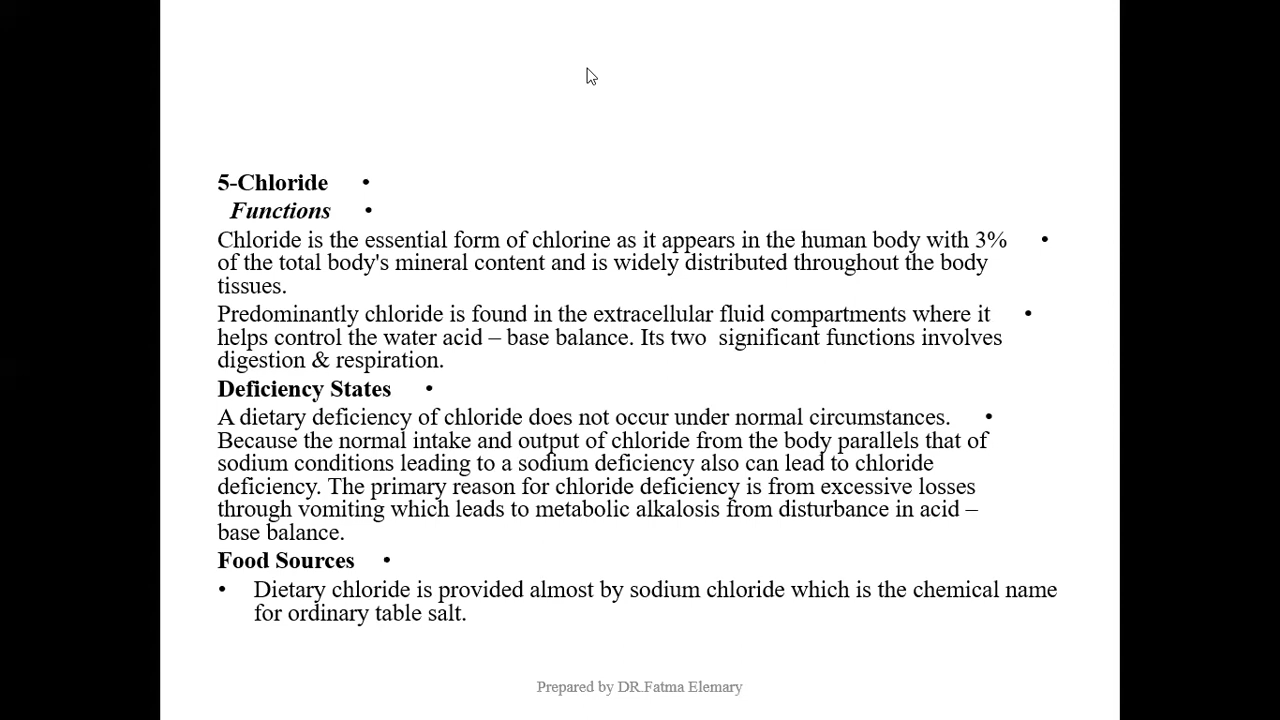 5-Chloride •
Functions •
Chloride is the essential form of chlorine as it appears in the human body with 3% •
of the total body's mineral content and is widely distributed throughout the body
tissues.
Predominantly chloride is found in the extracellular fluid compartments where it •
helps control the water acid – base balance. Its two  significant functions involves
digestion & respiration.
Deficiency States •
A dietary deficiency of chloride does not occur under normal circumstances. •
Because the normal intake and output of chloride from the body parallels that of
sodium conditions leading to a sodium deficiency also can lead to chloride
deficiency. The primary reason for chloride deficiency is from excessive losses
through vomiting which leads to metabolic alkalosis from disturbance in acid –
base balance.
Food Sources •
• Dietary chloride is provided almost by sodium chloride which is the chemical name
for ordinary table salt.
Prepared by DR.Fatma Elemary